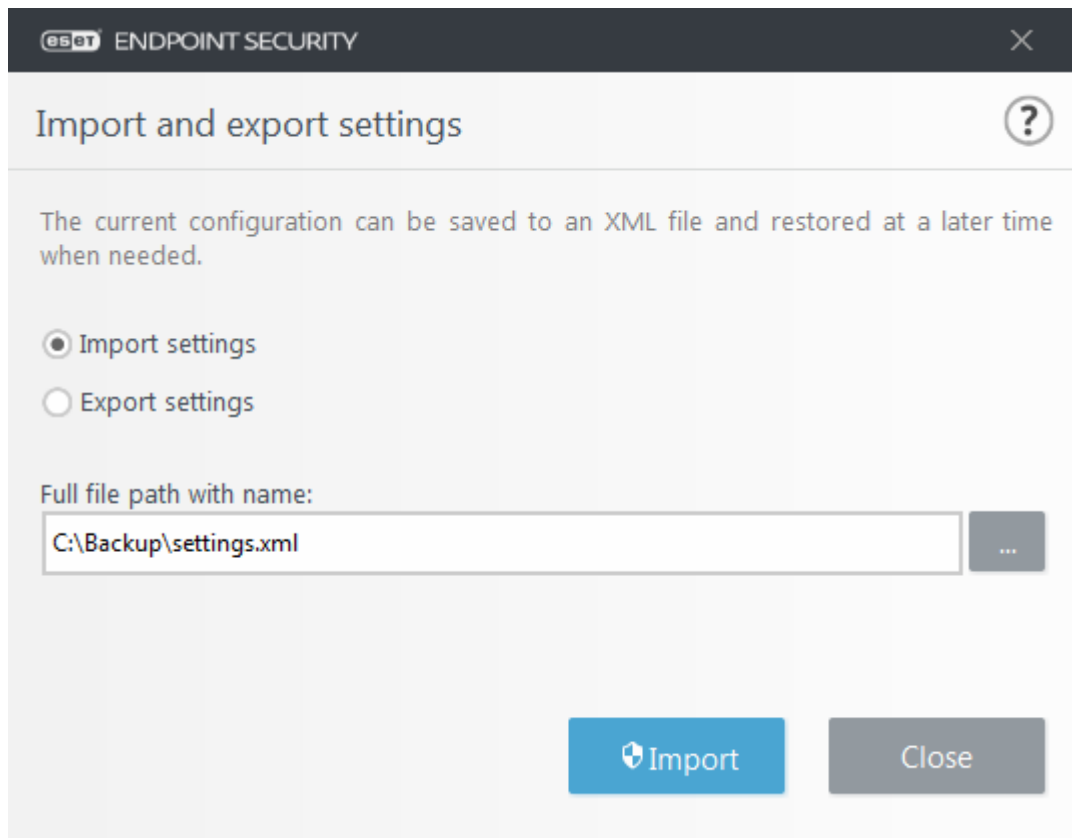 eset ENDPOINT SECURITY
Import and export settings
?
The current configuration can be saved to an XML file and restored at a later time
when needed.
Import settings
Export settings
Full file path with name:
C:\Backup\settings.xml
...
Import Close